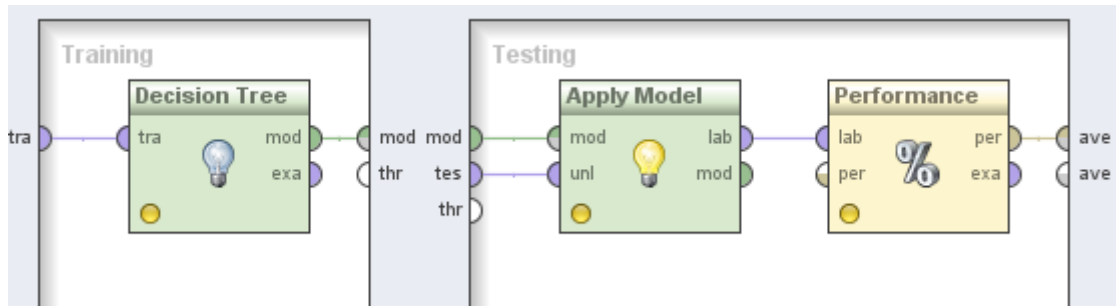 Training
Decision Tree
tra
tra
mod
exa
mod
thr
Testing
mod
tes
thr
Apply Model
mod
unl
lab
mod
Performance
lab
per
%
per
exa
ave
ave